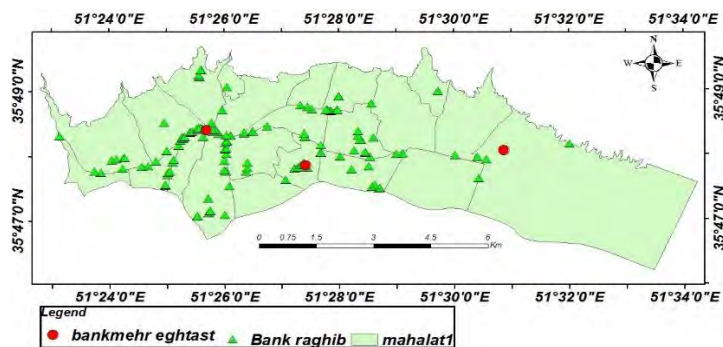 51°24'0"E 51°26'0"E 51°28'0"E 51°30'0"E 51°32'0"E 51°34'0"E
N
W E
S
35°49'0"N 35°49'0"N
35°47'0"N 35°47'0"N
0 0.75 1.5 3 4.5 6
Km
51°24'0"E 51°26'0"E 51°28'0"E 51°30'0"E 51°32'0"E 51°34'0"E
Legend
bankmehr eghtast Bank raghib mahalat1